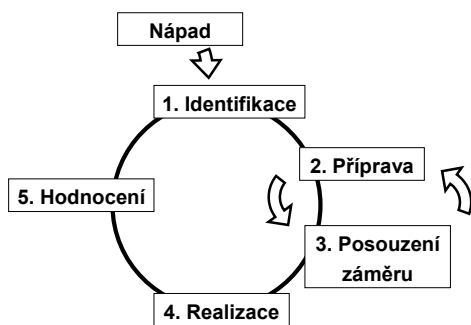 Nápad
1. Identifikace
2. Příprava
3. Posouzení
záměru
4. Realizace
5. Hodnocení